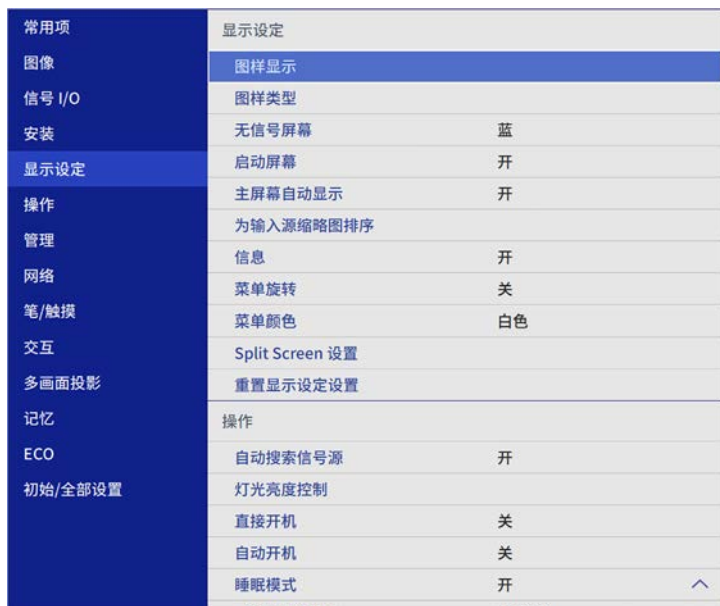 常用项
图像
信号 I/O
安装
显示设定
操作
管理
网络
笔/触摸
交互
多画面投影
记忆
ECO
初始/全部设置
显示设定
图样显示
图样类型
无信号屏幕 蓝
启动屏幕 开
主屏幕自动显示 开
为输入源缩略图排序
信息 开
菜单旋转 关
菜单颜色 白色
Split Screen 设置
重置显示设定设置
操作
自动搜索信号源 开
灯光亮度控制
直接开机 关
自动开机 关
睡眠模式 开